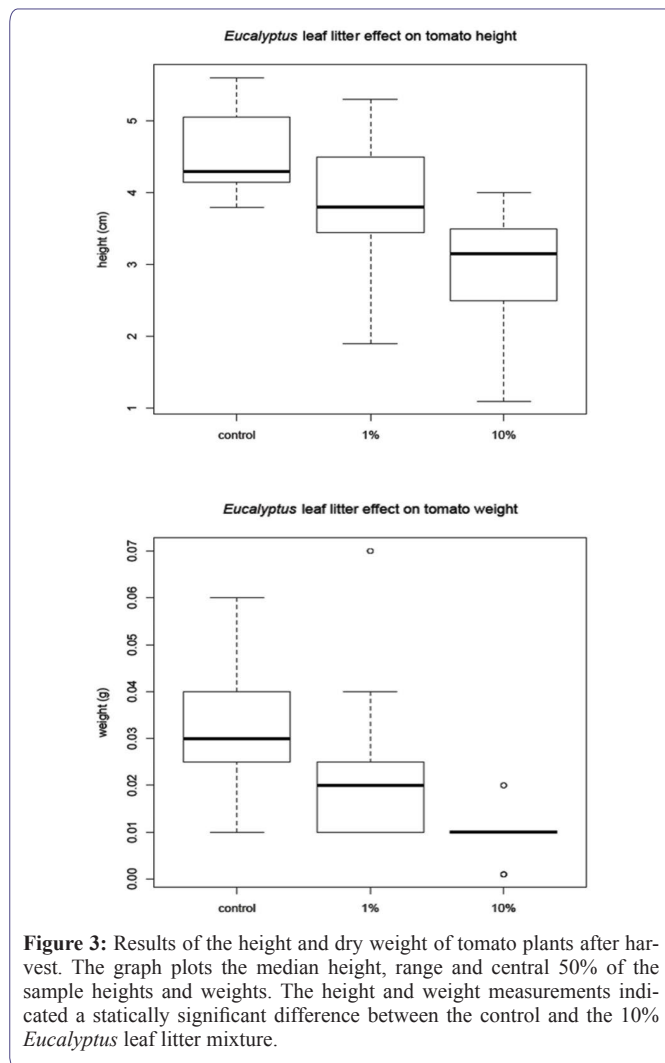 Eucalyptus leaf litter effect on tomato height
height (cm)
5
4
3
2
1
control 1% 10%
Eucalyptus leaf litter effect on tomato weight
weight (g)
0.07
0.06
0.05
0.04
0.03
0.02
0.01
0.00
control 1% 10%
Figure 3: Results of the height and dry weight of tomato plants after har-
vest. The graph plots the median height, range and central 50% of the
sample heights and weights. The height and weight measurements indi-
cated a statically significant difference between the control and the 10%
Eucalyptus leaf litter mixture.